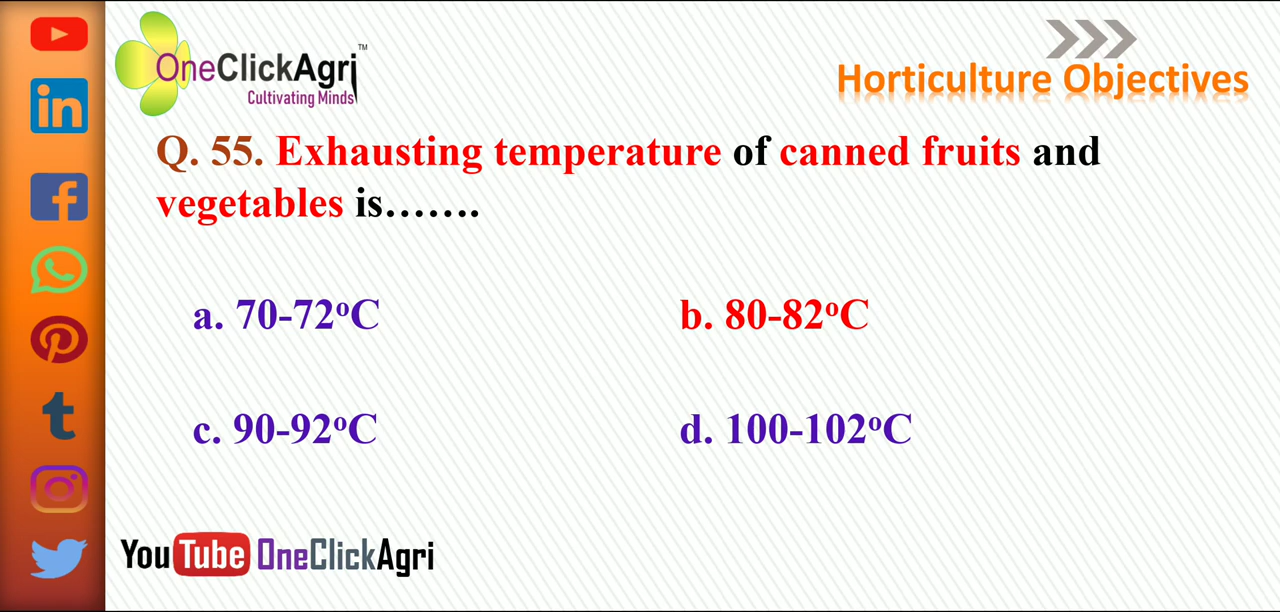 OneClickAgri™
Cultivating Minds
Horticulture Objectives
Q. 55. Exhausting temperature of canned fruits and
vegetables is.......
a. 70-72ºC
b. 80-82ºC
c. 90-92ºC
d. 100-102ºC
YouTube OneClickAgri
in
f
t